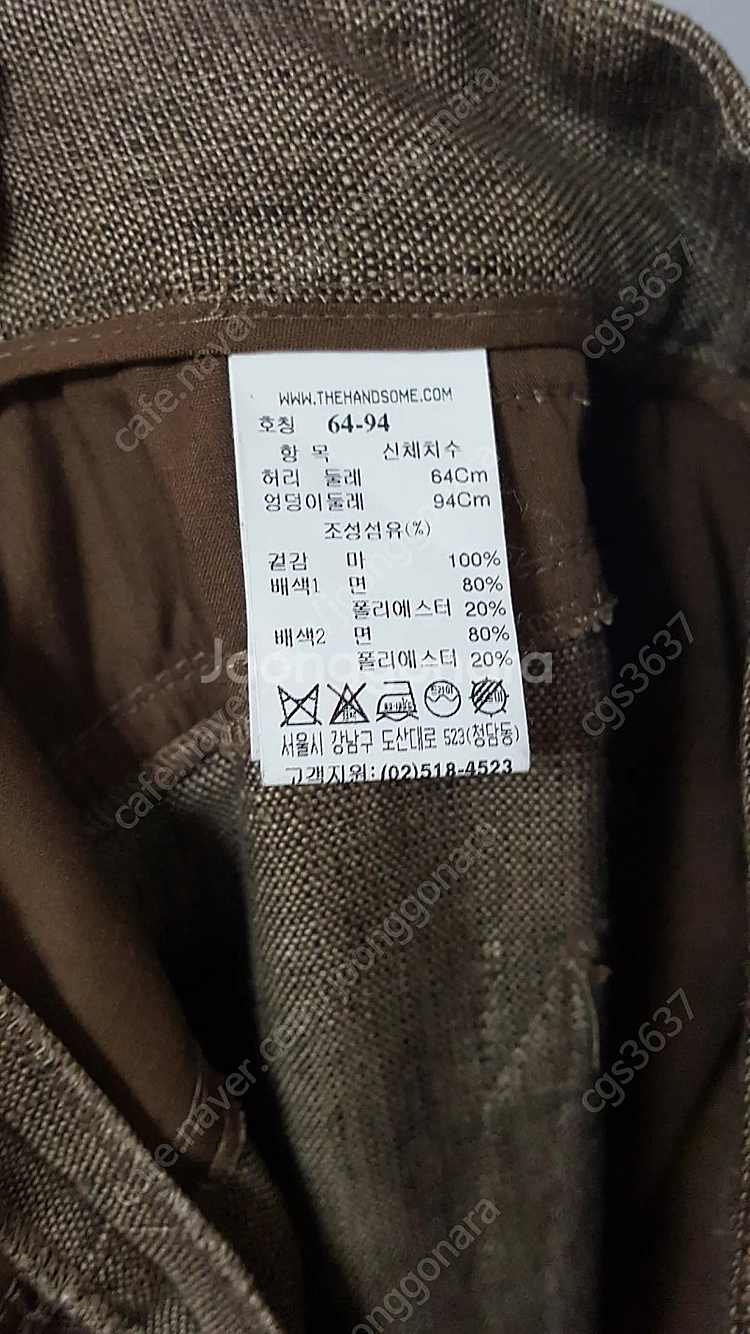 WWW.THEHANDSOME.COM
호칭 64-94
항 목 신체치수
허리 둘레 64Cm
엉덩이둘레 94Cm
조성섬유(%)
겉감 마 100%
배색1 면 80%
폴리에스터 20%
배색2 면 80%
폴리에스터 20%
서울시 강남구 도산대로 523(청담동)
고객지원: (02)518-4523
Joonggonara
cafe.naver.com/joonggonara
cgs3637
cgs3637
cgs3637